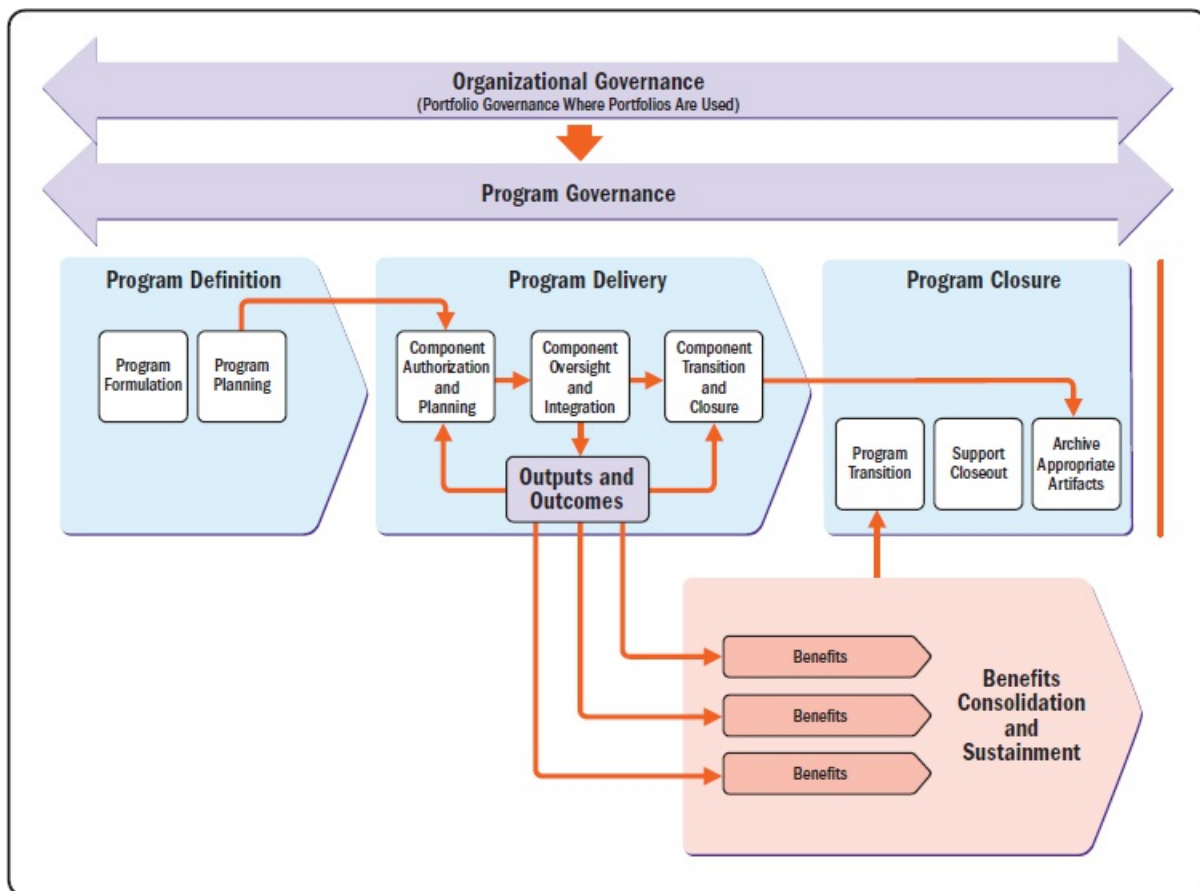 Organizational Governance
(Portfolio Governance Where Portfolios Are Used)
Program Governance
Program Definition
Program
Formulation
Program
Planning
Program Delivery
Component
Authorization
and
Planning
Component
Oversight
and
Integration
Component
Transition
and
Closure
Outputs and
Outcomes
Program Closure
Program
Transition
Support
Closeout
Archive
Appropriate
Artifacts
Benefits
Benefits
Benefits
Benefits
Consolidation
and
Sustainment